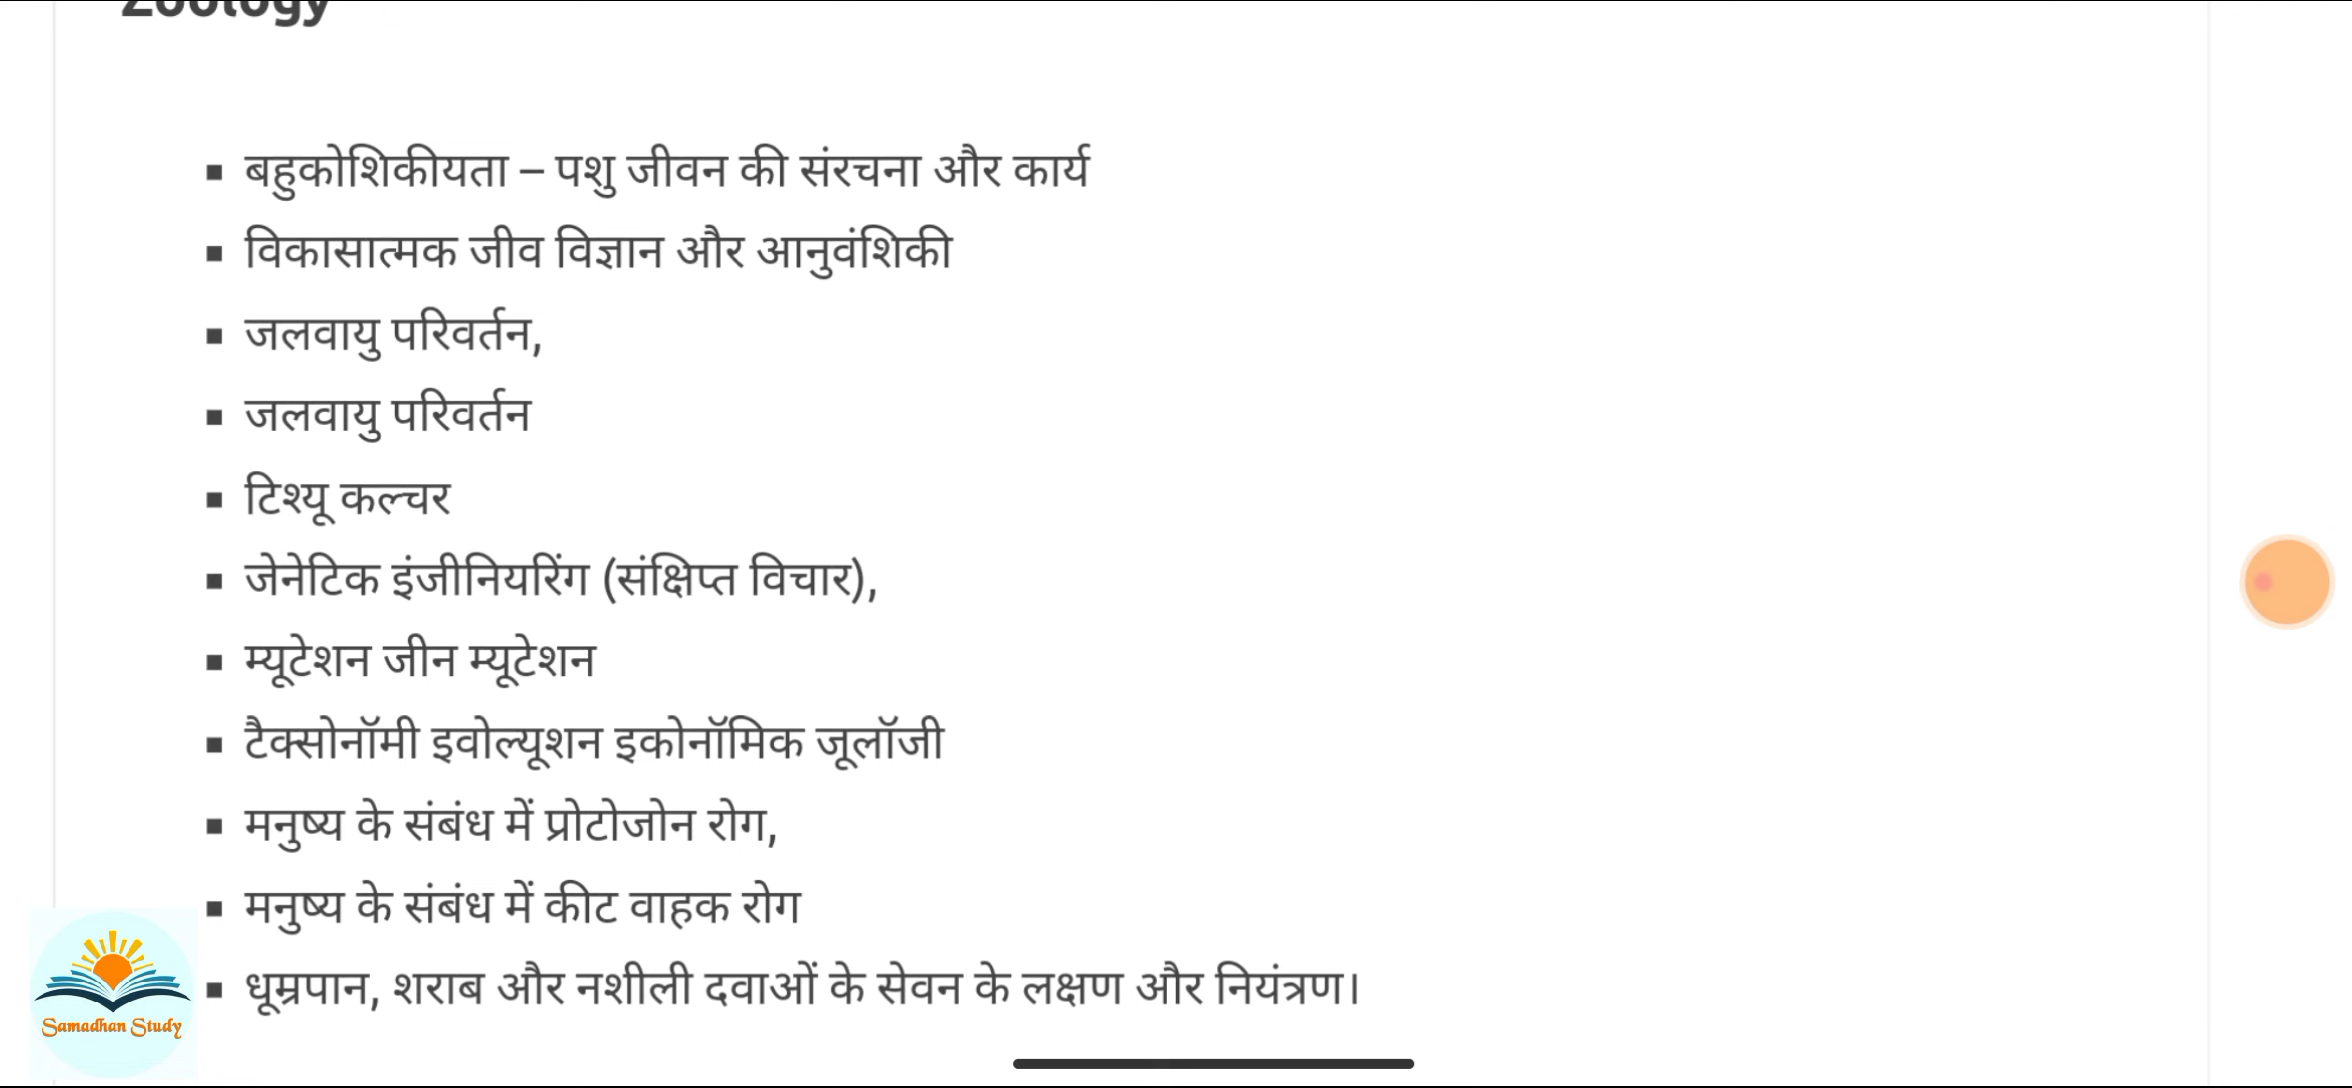 Zoology
बहुकोशिकीयता – पशु जीवन की संरचना और कार्य
विकासात्मक जीव विज्ञान और आनुवंशिकी
जलवायु परिवर्तन,
जलवायु परिवर्तन
टिश्यू कल्चर
जेनेटिक इंजीनियरिंग (संक्षिप्त विचार),
म्यूटेशन जीन म्यूटेशन
टैक्सोनॉमी इवोल्यूशन इकोनॉमिक जूलॉजी
मनुष्य के संबंध में प्रोटोजोन रोग,
मनुष्य के संबंध में कीट वाहक रोग
धूम्रपान, शराब और नशीली दवाओं के सेवन के लक्षण और नियंत्रण।
Samadhan Study